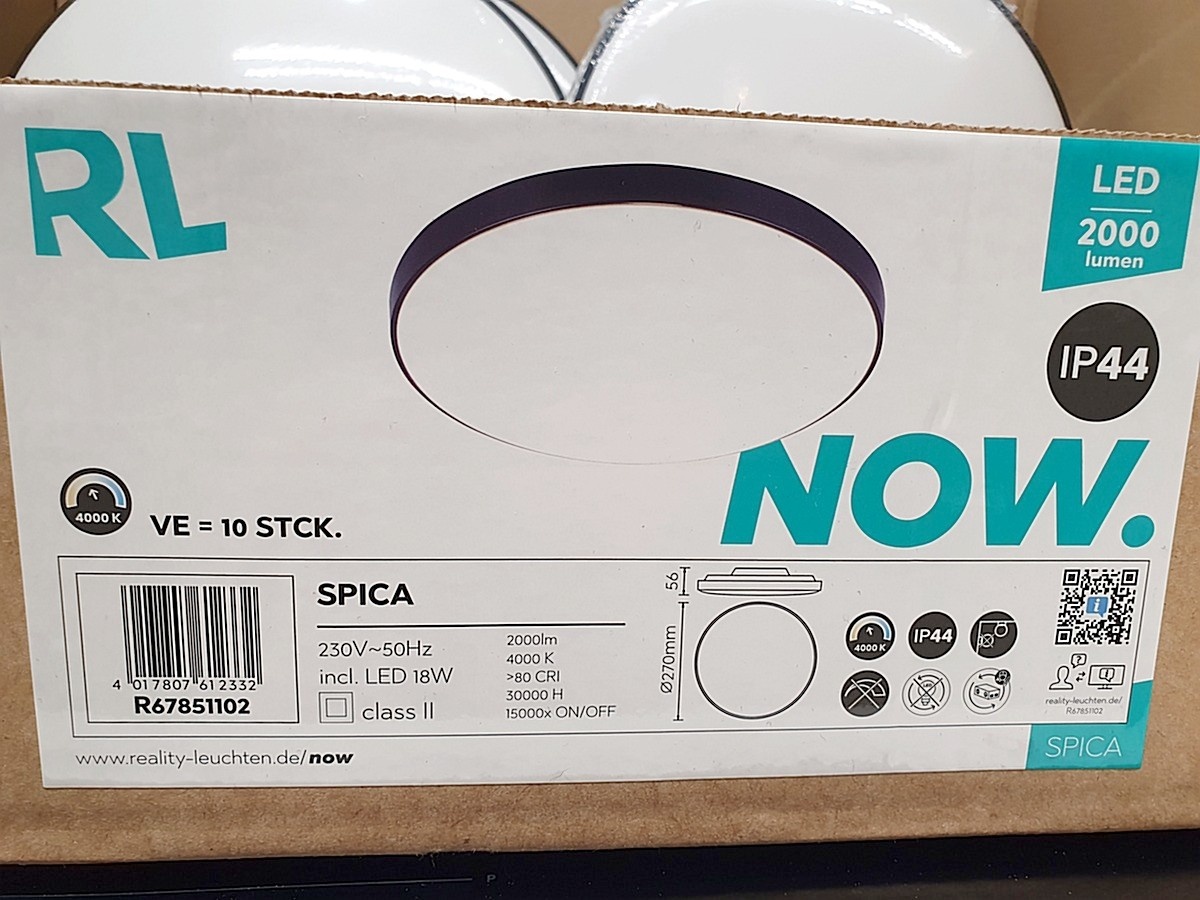 RL
LED
2000
lumen
IP44
NOW.
4000 K
VE = 10 STCK.
4 017807 612332
R67851102
SPICA
230V~50Hz
incl. LED 18W
class II
2000lm
4000 K
>80 CRI
30000 H
15000x ON/OFF
56
Ø270mm
4000 K
IP44
reality-leuchten.de/
R67851102
SPICA
www.reality-leuchten.de/now
P